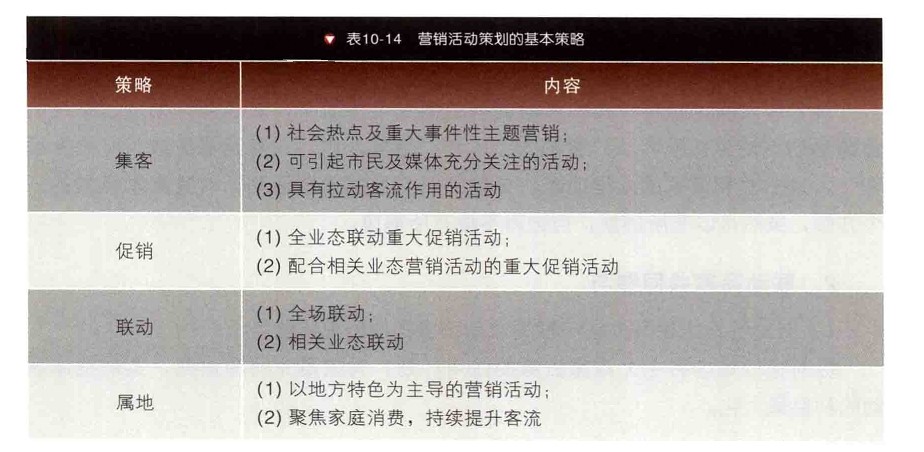 表10-14 营销活动策划的基本策略
策略 内容
集客
(1) 社会热点及重大事件性主题营销；
(2) 可引起市民及媒体充分关注的活动；
(3) 具有拉动客流作用的活动
促销
(1) 全业态联动重大促销活动；
(2) 配合相关业态营销活动的重大促销活动
联动
(1) 全场联动；
(2) 相关业态联动
属地
(1) 以地方特色为主导的营销活动；
(2) 聚焦家庭消费，持续提升客流